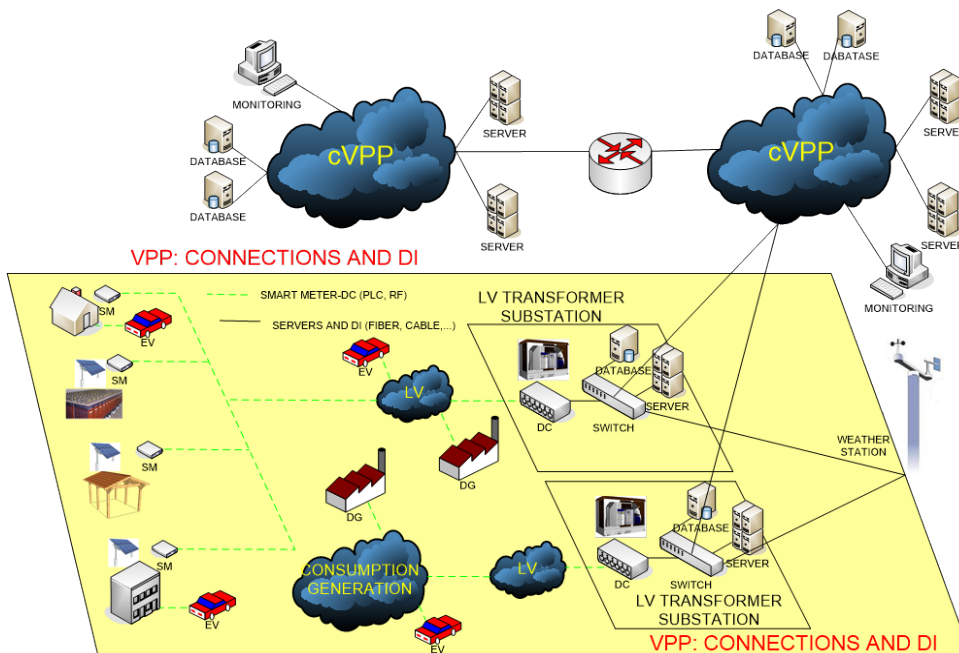 DATABASE
DABATASE
MONITORING
SERVER
SERVER
cVPP
cVPP
DATABASE
DATABASE
SERVER
SERVER
VPP: CONNECTIONS AND DI
MONITORING
SM
SMART METER-DC (PLC, RF)
LV TRANSFORMER
SUBSTATION
SERVERS AND DI (FIBER, CABLE,...)
EV
EV
DATABASE
SM
LV
SERVER
DC
SWITCH
WEATHER
STATION
SM
DG
DG
DATABASE
SERVER
SM
CONSUMPTION
GENERATION
LV
DC
SWITCH
EV
EV
LV TRANSFORMER
SUBSTATION
VPP: CONNECTIONS AND DI